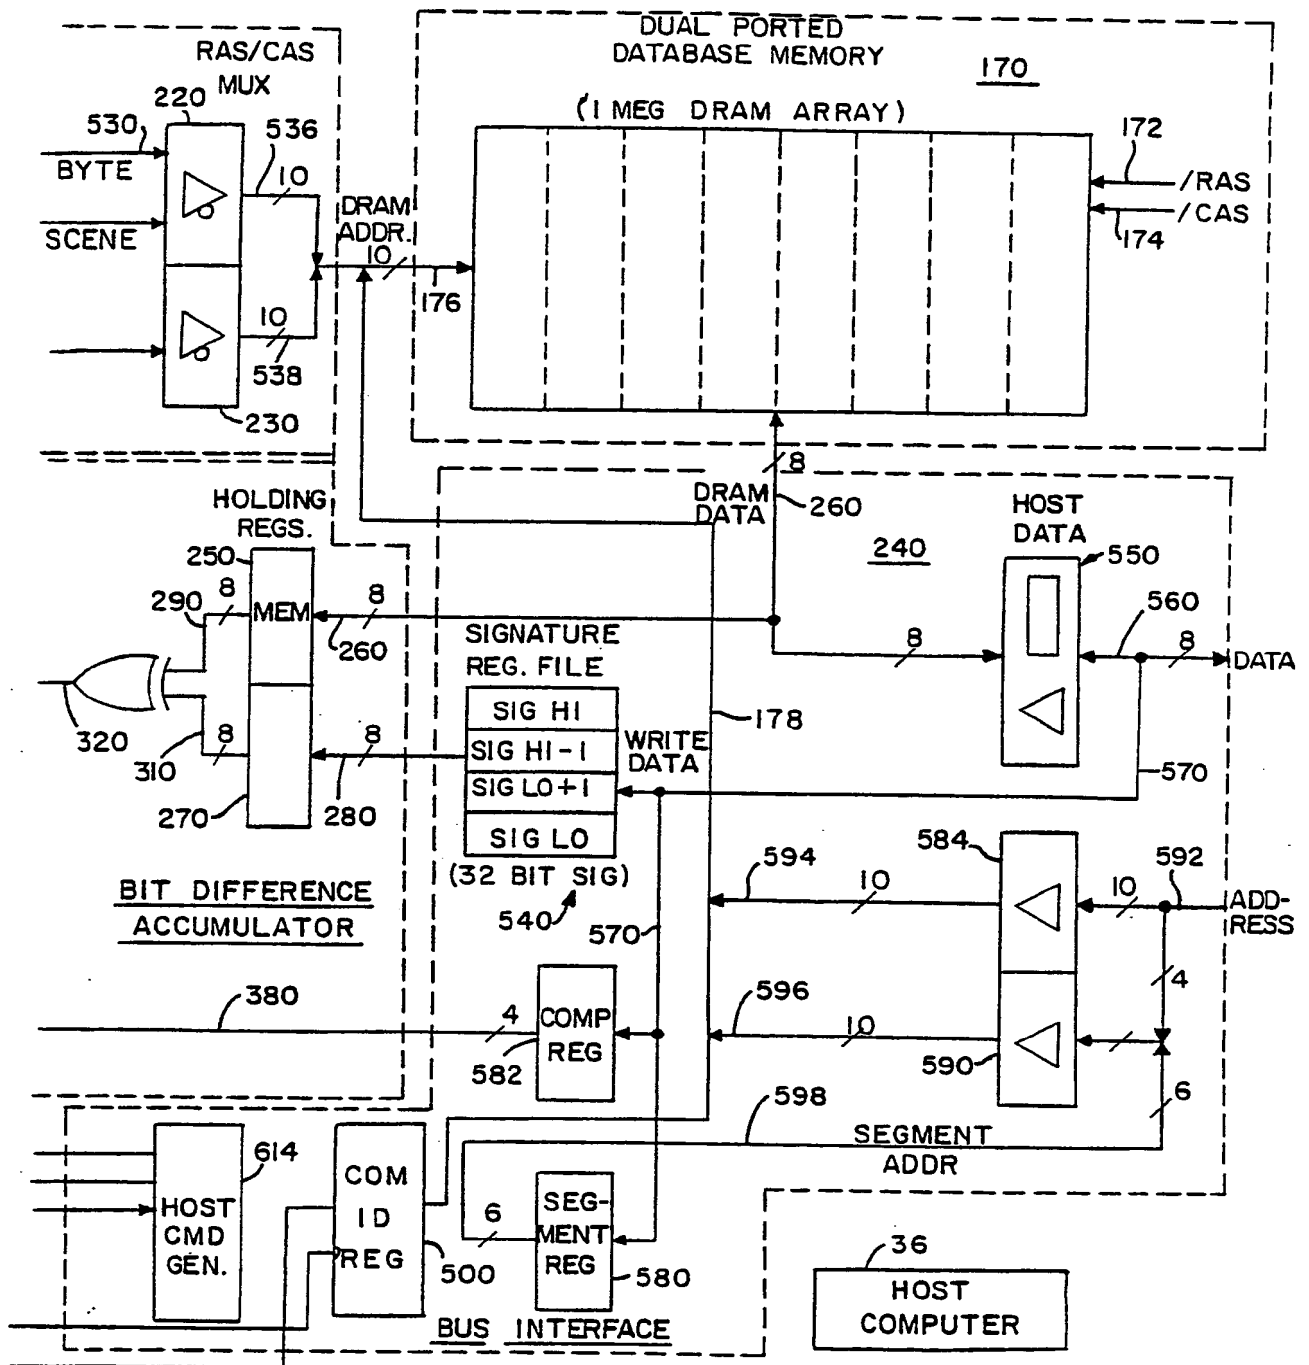 DUAL PORTED
DATABASE MEMORY
170
(1 MEG DRAM ARRAY)
RAS/CAS
MUX
220
530
536
BYTE
10
SCENE
DRAM
ADDR.
10
176
172
/RAS
/CAS
174
10
538
230
8
DRAM
DATA
260
HOLDING
REGS.
250
8
290
MEM
8
260
240
HOST
DATA
550
560
8
8
DATA
SIGNATURE
REG. FILE
SIG HI
SIG HI-1
SIG LO+1
SIG LO
(32 BIT SIG)
540
WRITE
DATA
178
570
320
310
8
8
270
280
BIT DIFFERENCE
ACCUMULATOR
594
10
584
10
592
ADD-
RESS
570
4
380
4
COMP
REG
582
596
10
590
6
598
SEGMENT
ADDR
614
HOST
CMD
GEN.
COM
ID
REG
500
6
SEG-
MENT
REG
580
BUS INTERFACE
36
HOST
COMPUTER